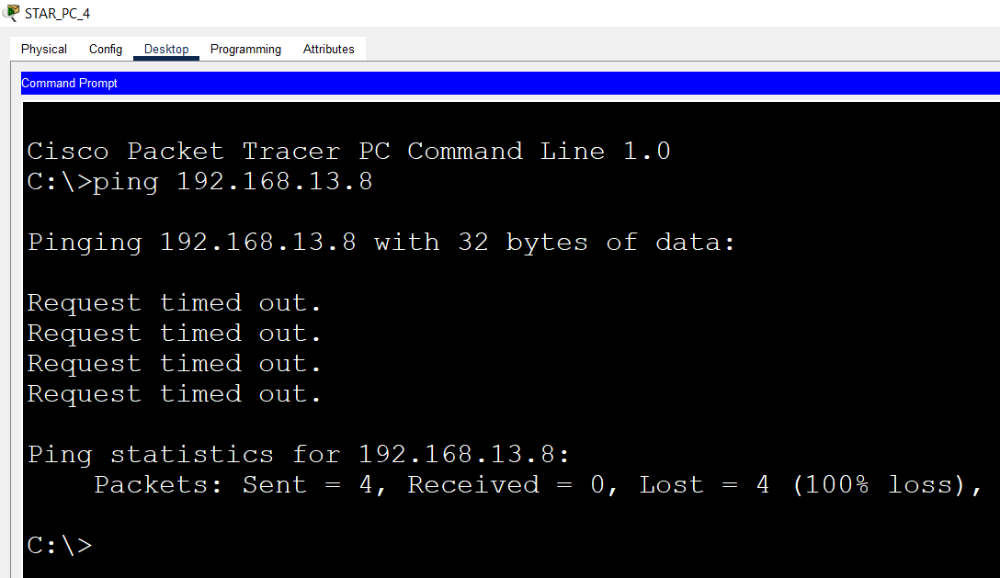 STAR_PC_4
Physical Config Desktop Programming Attributes
Command Prompt
Cisco Packet Tracer PC Command Line 1.0
C:\>ping 192.168.13.8
Pinging 192.168.13.8 with 32 bytes of data:
Request timed out.
Request timed out.
Request timed out.
Request timed out.
Ping statistics for 192.168.13.8:
Packets: Sent = 4, Received = 0, Lost = 4 (100% loss),
C:\>